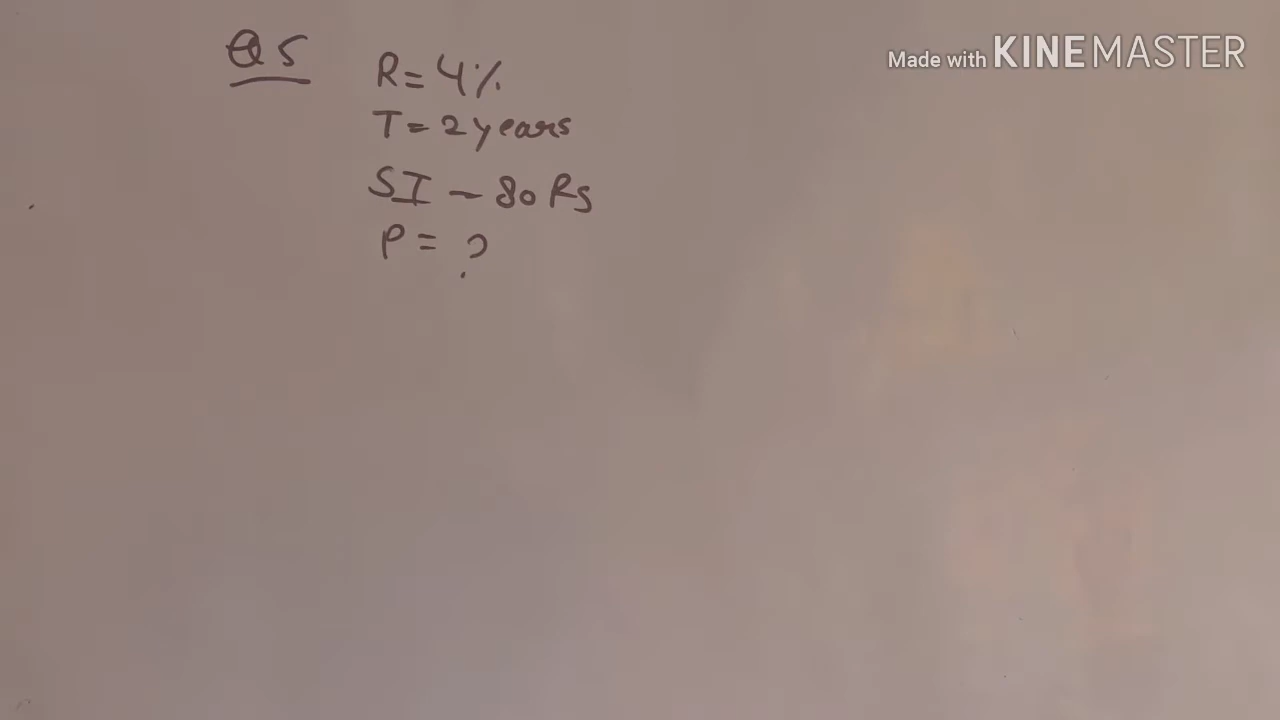 Q5
Made with KINEMASTER
R = 4%
T = 2 years
SI - 80 Rs
P = ?